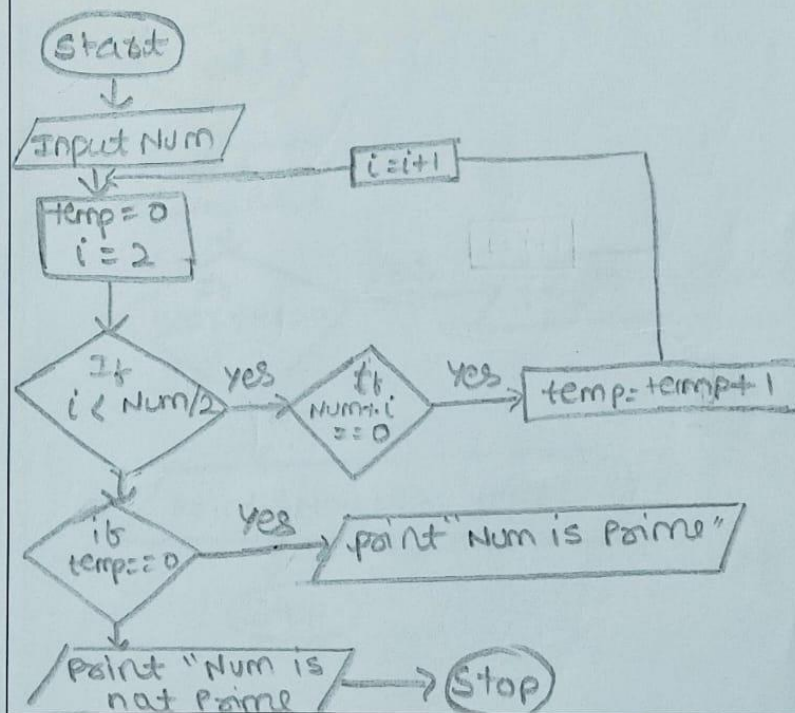 Start
Input Num
i=i+1
temp=0
i=2
If
i < Num/2
yes
If
Num%i
==0
yes
temp=temp+1
if
temp==0
Yes
print "Num is Prime"
print "Num is
not Prime
Stop